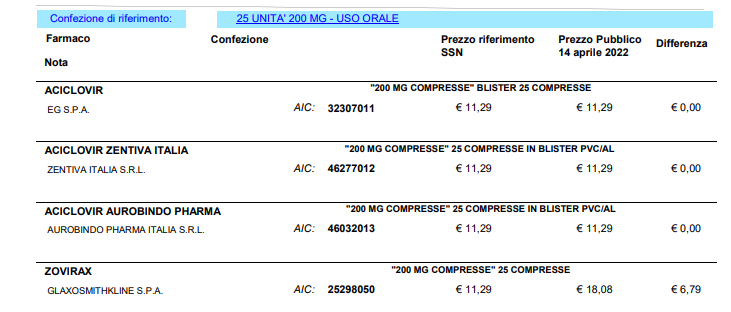 Confezione di riferimento: 25 UNITA' 200 MG - USO ORALE
Farmaco Confezione Prezzo riferimento SSN Prezzo Pubblico 14 aprile 2022 Differenza
Nota
ACICLOVIR "200 MG COMPRESSE" BLISTER 25 COMPRESSE
EG S.P.A. AIC: 32307011 € 11,29 € 11,29 € 0,00
ACICLOVIR ZENTIVA ITALIA "200 MG COMPRESSE" 25 COMPRESSE IN BLISTER PVC/AL
ZENTIVA ITALIA S.R.L. AIC: 46277012 € 11,29 € 11,29 € 0,00
ACICLOVIR AUROBINDO PHARMA "200 MG COMPRESSE" 25 COMPRESSE IN BLISTER PVC/AL
AUROBINDO PHARMA ITALIA S.R.L. AIC: 46032013 € 11,29 € 11,29 € 0,00
ZOVIRAX "200 MG COMPRESSE" 25 COMPRESSE
GLAXOSMITHKLINE S.P.A. AIC: 25298050 € 11,29 € 18,08 € 6,79